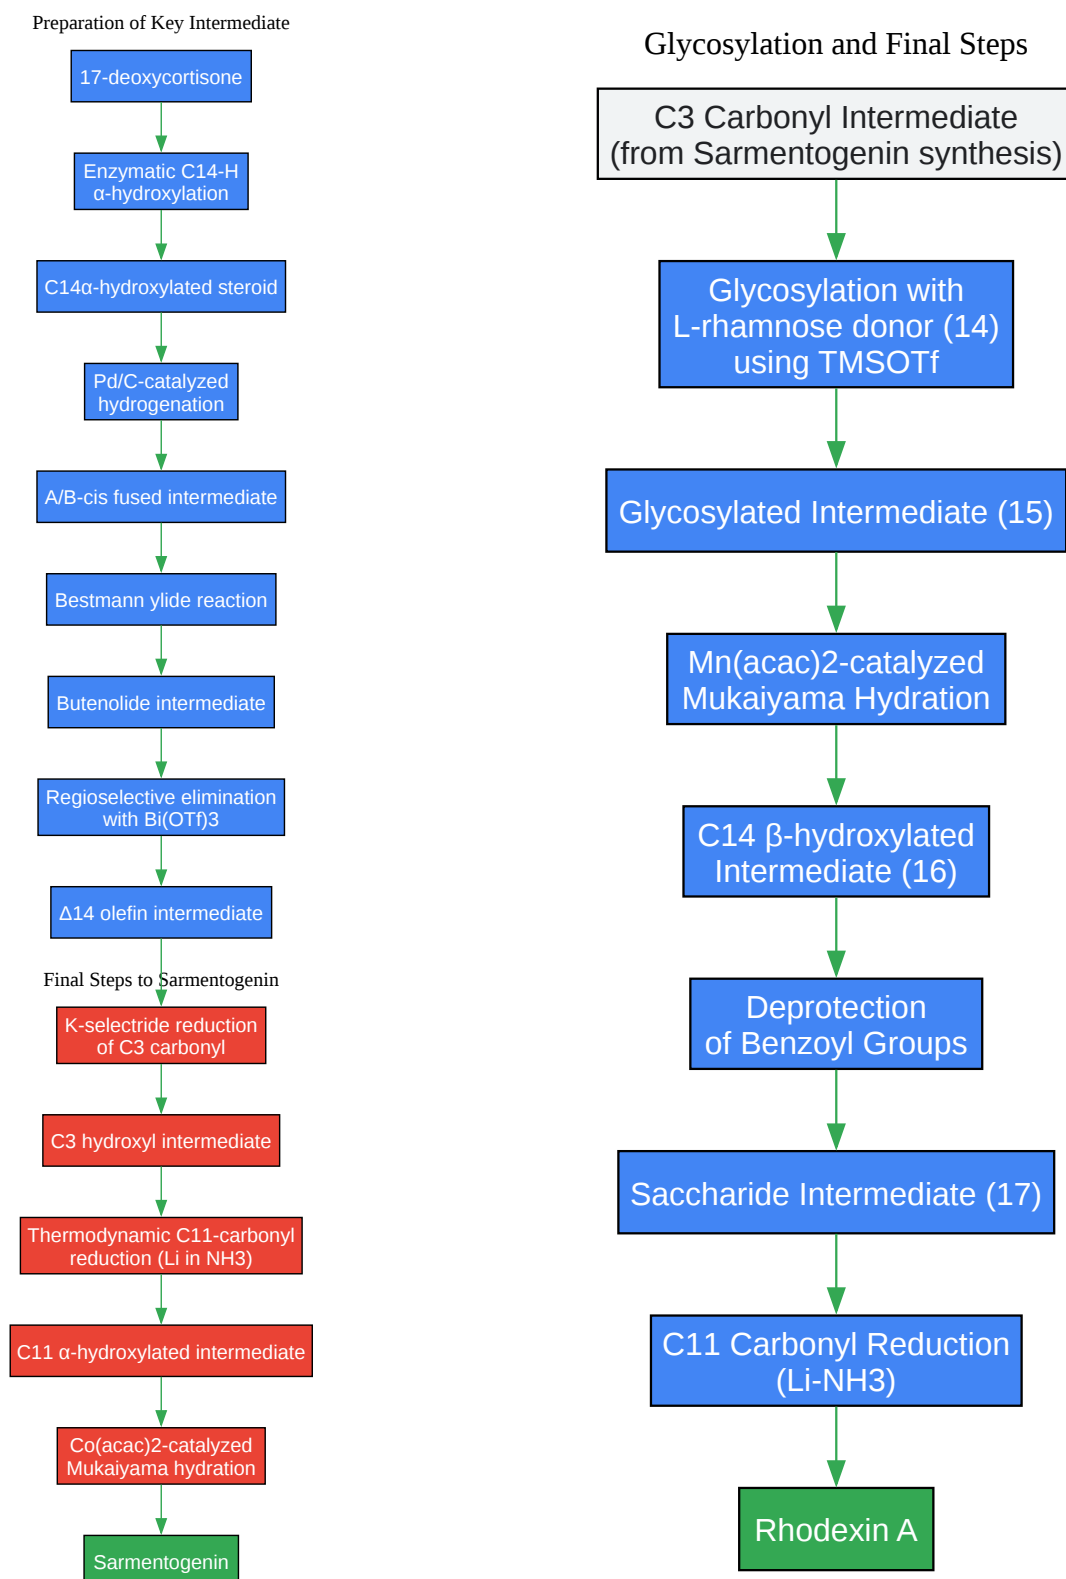 Preparation of Key Intermediate
17-deoxycortisone
Enzymatic C14-H
α-hydroxylation
C14α-hydroxylated steroid
Pd/C-catalyzed
hydrogenation
A/B-cis fused intermediate
Bestmann ylide reaction
Butenolide intermediate
Regioselective elimination
with Bi(OTf)3
Δ14 olefin intermediate
Final Steps to Sarmentogenin
K-selectride reduction
of C3 carbonyl
C3 hydroxyl intermediate
Thermodynamic C11-carbonyl
reduction (Li in NH3)
C11 α-hydroxylated intermediate
Co(acac)2-catalyzed
Mukaiyama hydration
Sarmentogenin
Glycosylation and Final Steps
C3 Carbonyl Intermediate
(from Sarmentogenin synthesis)
Glycosylation with
L-rhamnose donor (14)
using TMSOTf
Glycosylated Intermediate (15)
Mn(acac)2-catalyzed
Mukaiyama Hydration
C14 β-hydroxylated
Intermediate (16)
Deprotection
of Benzoyl Groups
Saccharide Intermediate (17)
C11 Carbonyl Reduction
(Li-NH3)
Rhodexin A